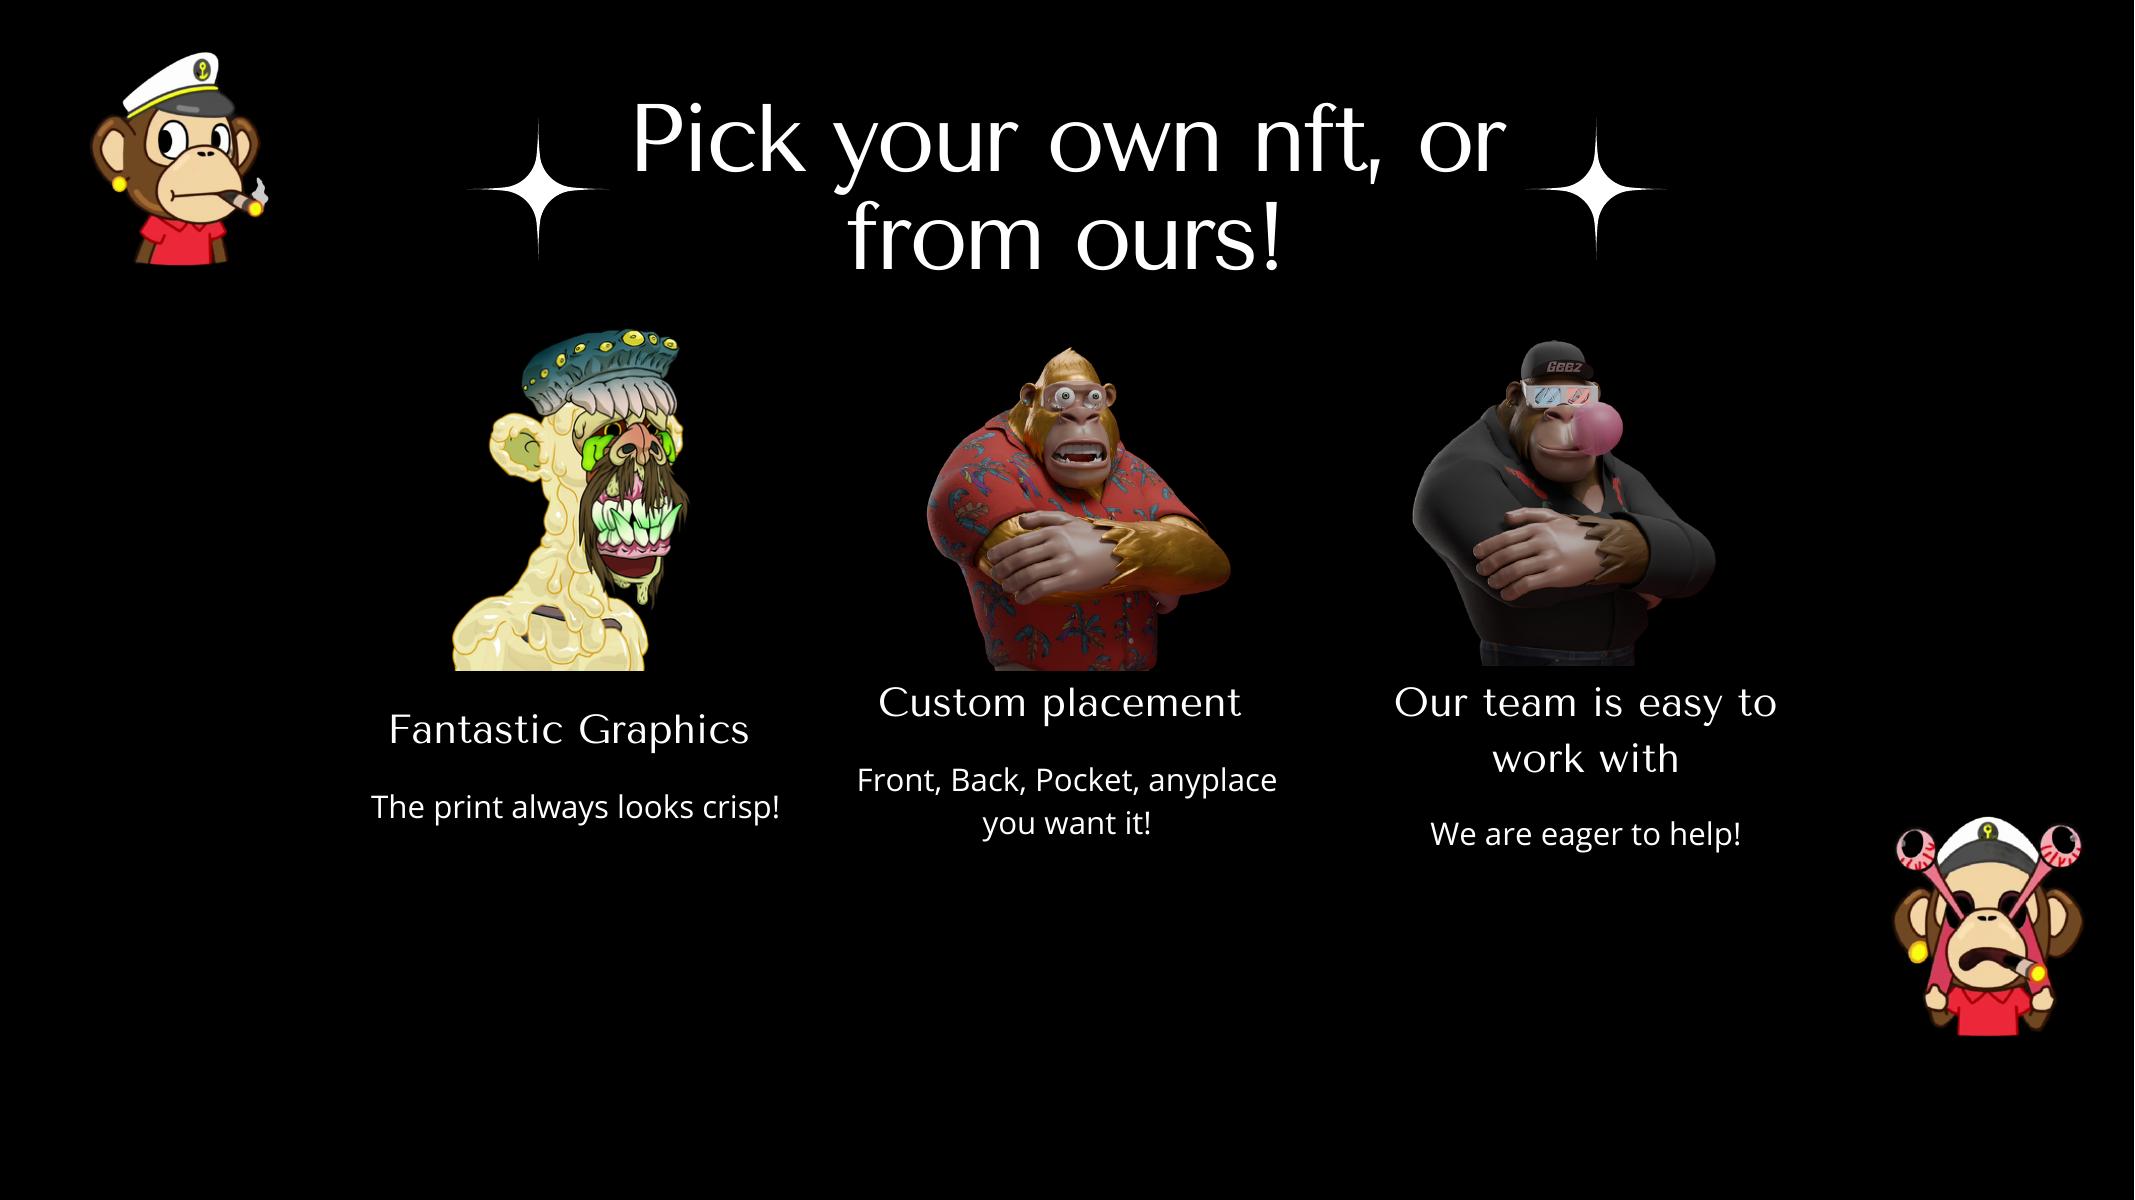 Pick your own nft, or
from ours!
Geez
Fantastic Graphics
The print always looks crisp!
Custom placement
Front, Back, Pocket, anyplace
you want it!
Our team is easy to
work with
We are eager to help!